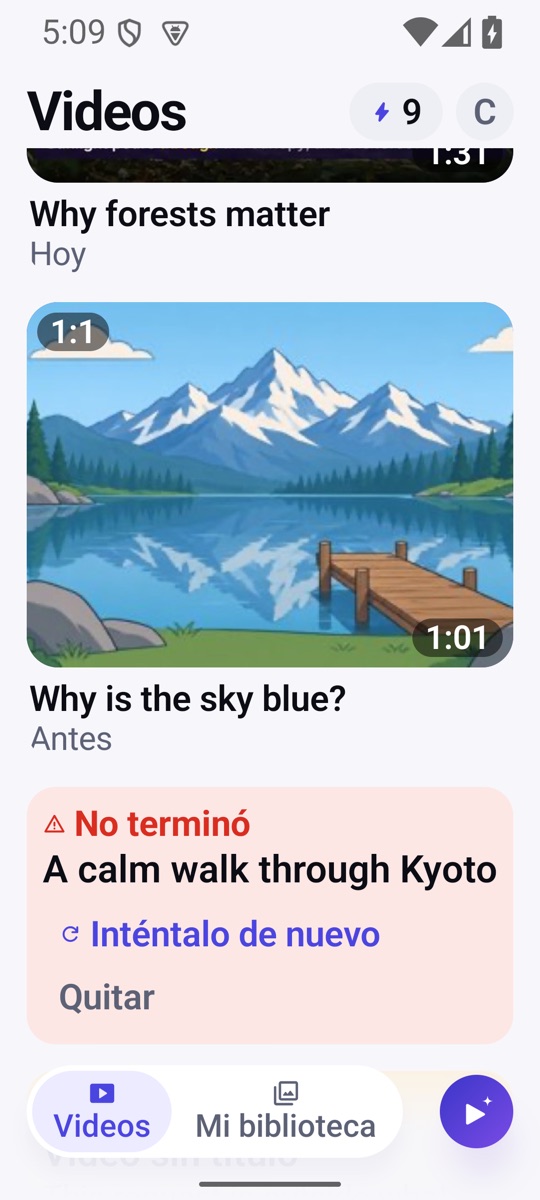 5:09
Videos
9
C
1:31
Why forests matter
Hoy
1:1
1:01
Why is the sky blue?
Antes
No terminó
A calm walk through Kyoto
Inténtalo de nuevo
Quitar
Videos
Mi biblioteca